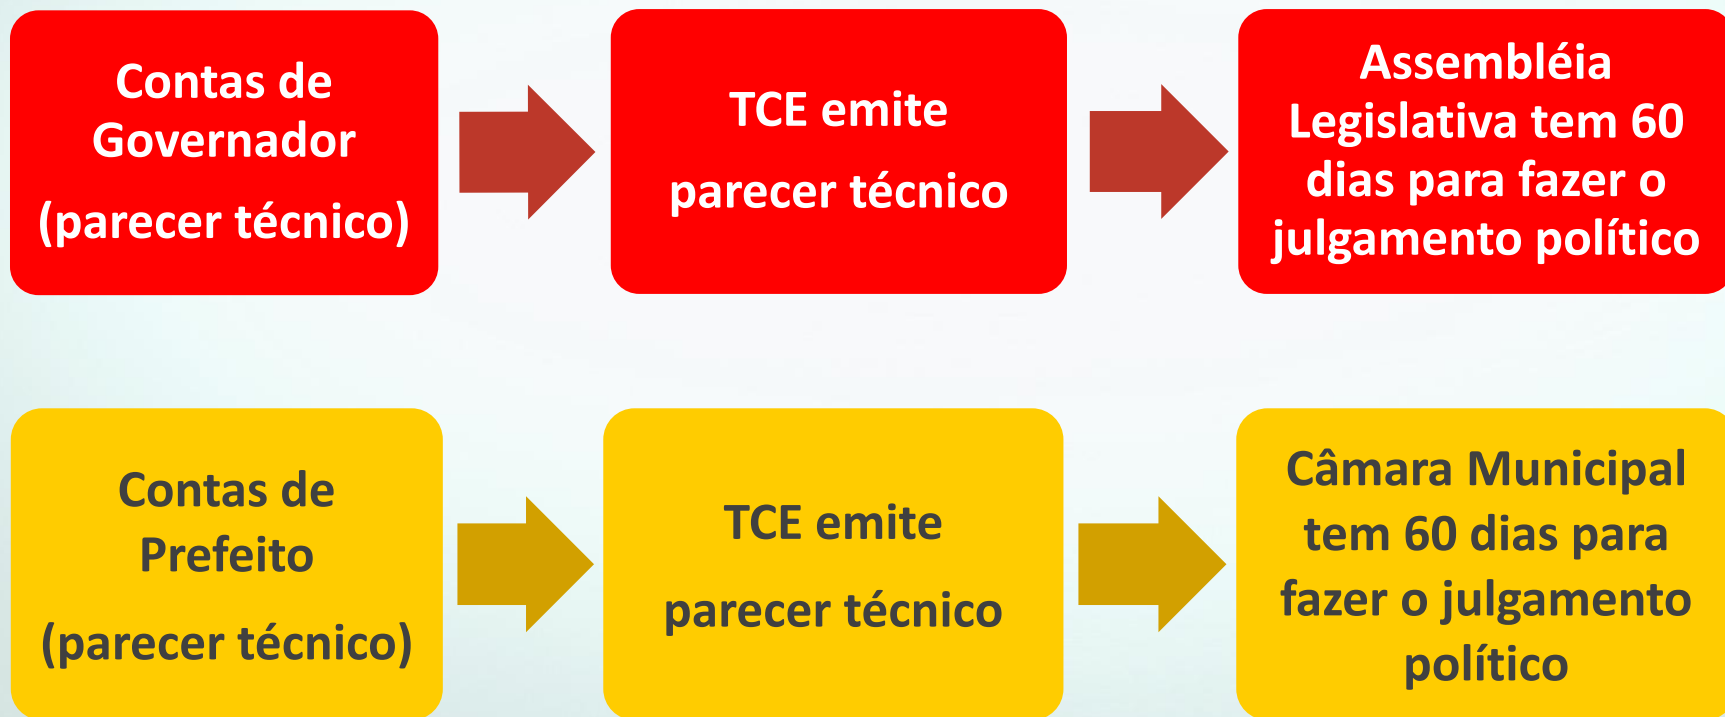 Contas de
Governador
(parecer técnico)
TCE emite
parecer técnico
Assembléia
Legislativa tem 60
dias para fazer o
julgamento político
Contas de
Prefeito
(parecer técnico)
TCE emite
parecer técnico
Câmara Municipal
tem 60 dias para
fazer o julgamento
político